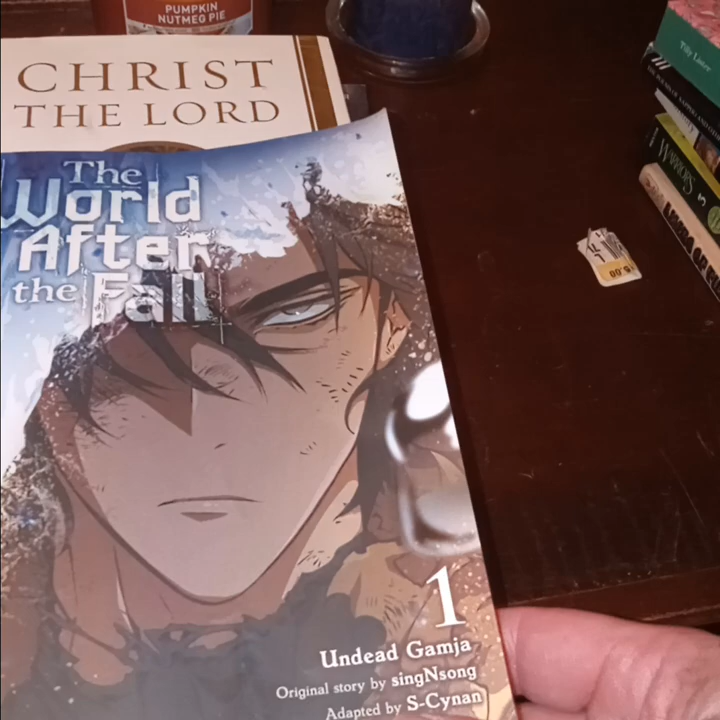 PUMPKIN
NUTMEG PIE
CHRIST
THE LORD
The
World
After
the Fall
1
Undead Gamja
Original story by singNsong
Adapted by S-Cynan
WARRIORS